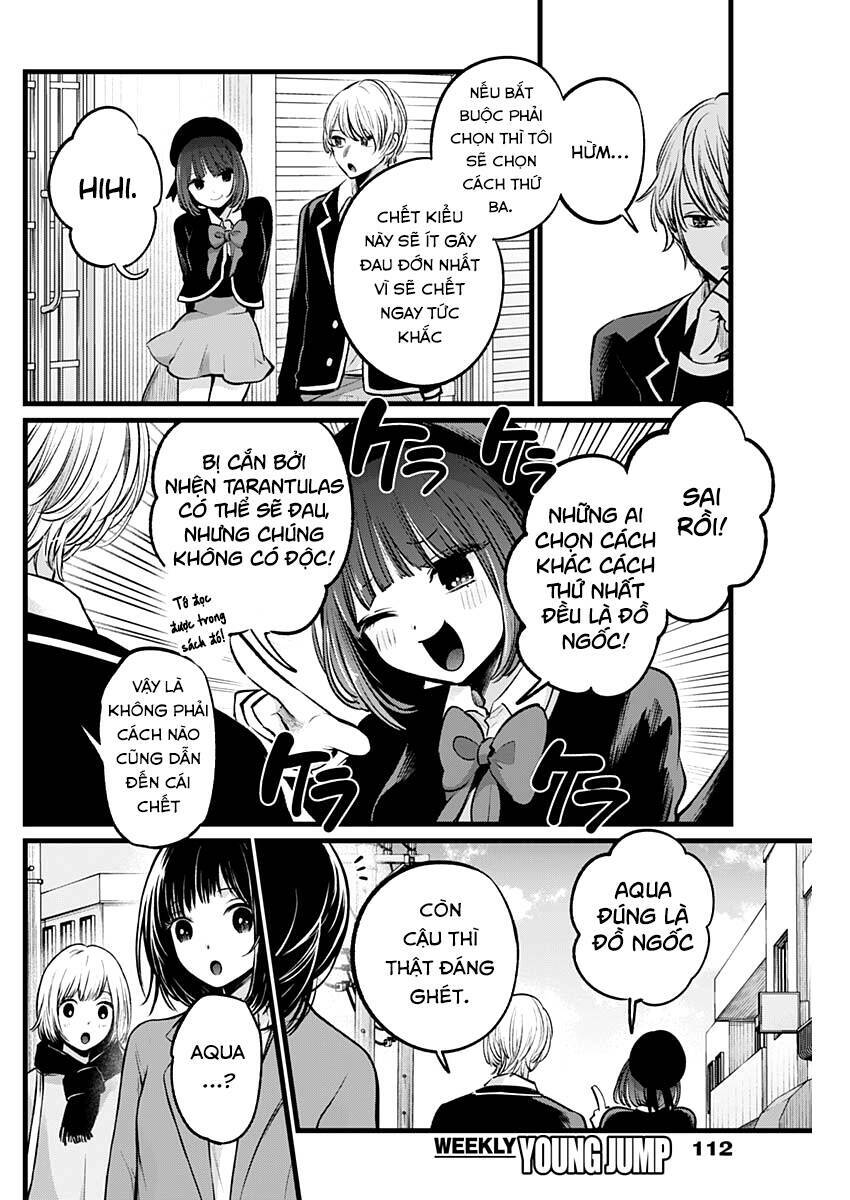 HỪM...
NẾU BẮT
BUỘC PHẢI
CHỌN THÌ TÔI
SẼ CHỌN
CÁCH THỨ
BA.
CHẾT KIỂU
NÀY SẼ ÍT GÂY
ĐAU ĐỚN NHẤT
VÌ SẼ CHẾT
NGAY TỨC
KHẮC
HIHI.
SAI
RỒI!
NHỮNG AI
CHỌN CÁCH
KHÁC CÁCH
THỨ NHẤT
ĐỀU LÀ ĐỒ
NGỐC!
ケラ
ケラ
BỊ CẮN BỞI
NHỆN TARANTULAS
CÓ THỂ SẼ ĐAU,
NHƯNG CHÚNG
KHÔNG CÓ ĐỘC!
Tớ đọc
được trong
sách đó!
ケラ
ケラ
VẬY LÀ
KHÔNG PHẢI
CÁCH NÀO
CŨNG DẪN
ĐẾN CÁI
CHẾT
AQUA
ĐÚNG LÀ
ĐỒ NGỐC
CÒN
CẬU THÌ
THẬT ĐÁNG
GHÉT.
AQUA
...?
WEEKLY YOUNG JUMP 112